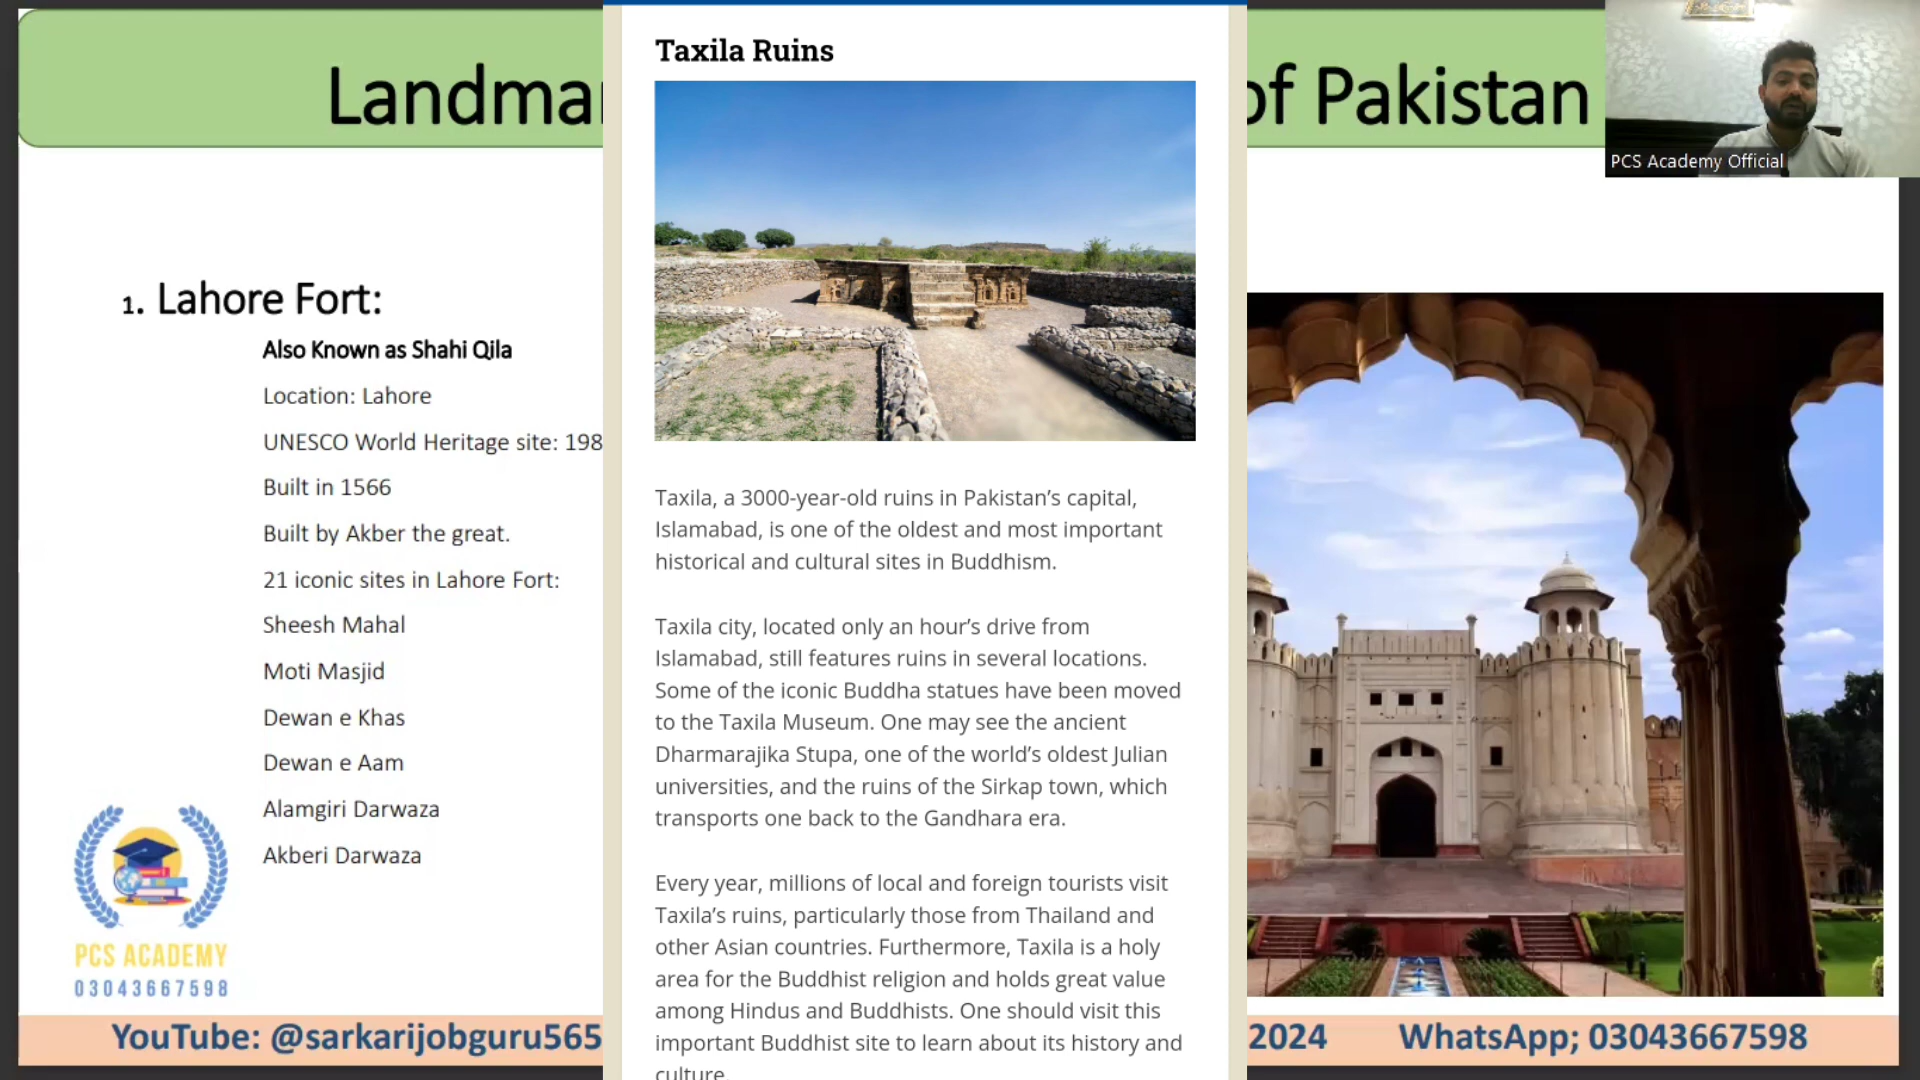 Landma
of Pakistan
PCS Academy Official
1. Lahore Fort:
Also Known as Shahi Qila
Location: Lahore
UNESCO World Heritage site: 198
Built in 1566
Built by Akber the great.
21 iconic sites in Lahore Fort:
Sheesh Mahal
Moti Masjid
Dewan e Khas
Dewan e Aam
Alamgiri Darwaza
Akberi Darwaza
PCS ACADEMY
03043667598
Taxila Ruins
Taxila, a 3000-year-old ruins in Pakistan’s capital,
Islamabad, is one of the oldest and most important
historical and cultural sites in Buddhism.
Taxila city, located only an hour’s drive from
Islamabad, still features ruins in several locations.
Some of the iconic Buddha statues have been moved
to the Taxila Museum. One may see the ancient
Dharmarajika Stupa, one of the world’s oldest Julian
universities, and the ruins of the Sirkap town, which
transports one back to the Gandhara era.
Every year, millions of local and foreign tourists visit
Taxila’s ruins, particularly those from Thailand and
other Asian countries. Furthermore, Taxila is a holy
area for the Buddhist religion and holds great value
among Hindus and Buddhists. One should visit this
important Buddhist site to learn about its history and
culture.
YouTube: @sarkarijobguru565
2024 WhatsApp; 03043667598